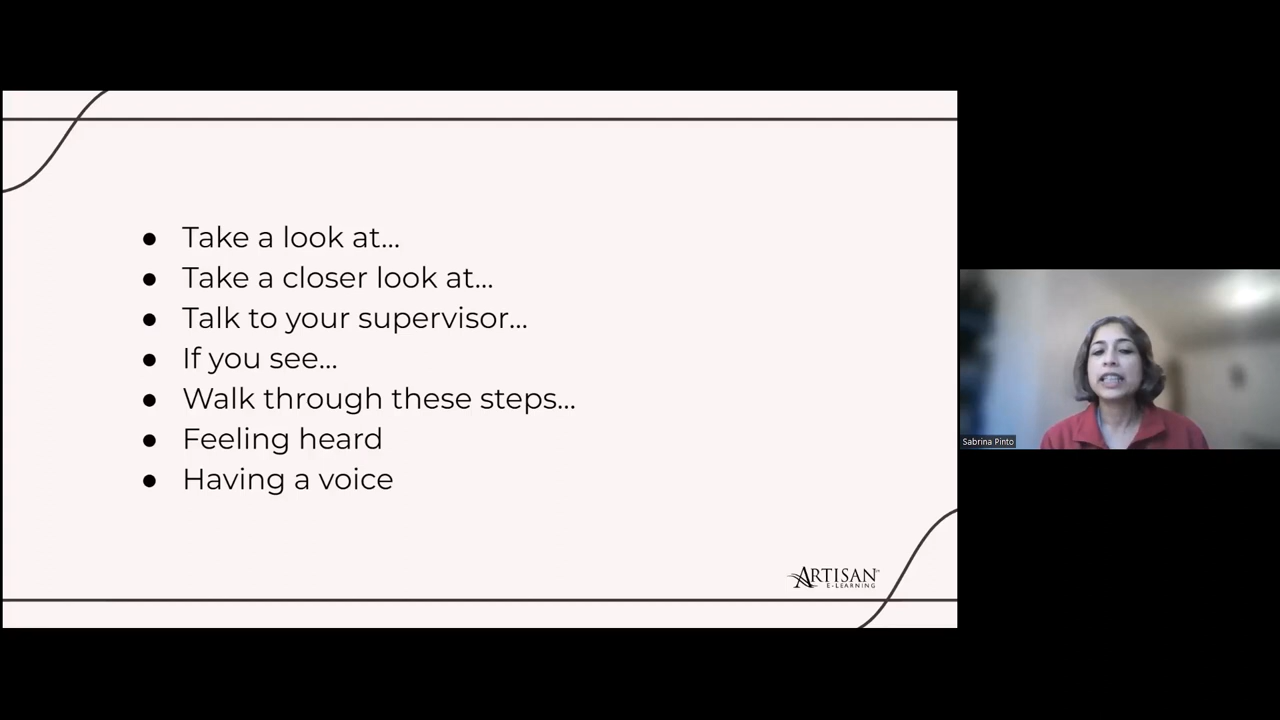 ● Take a look at...
● Take a closer look at...
● Talk to your supervisor...
● If you see...
● Walk through these steps...
● Feeling heard
● Having a voice
ARTISAN
E-LEARNING
Sabrina Pinto